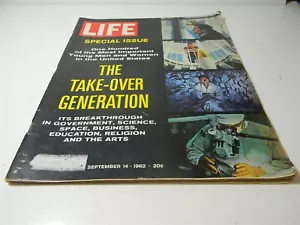 LIFE
SPECIAL ISSUE
One Hundred
of the Most Important
Young Men and Women
in the United States
THE
TAKE-OVER
GENERATION
ITS BREAKTHROUGH
IN GOVERNMENT, SCIENCE,
SPACE, BUSINESS,
EDUCATION, RELIGION
AND THE ARTS
SEPTEMBER 14 · 1962 · 20¢